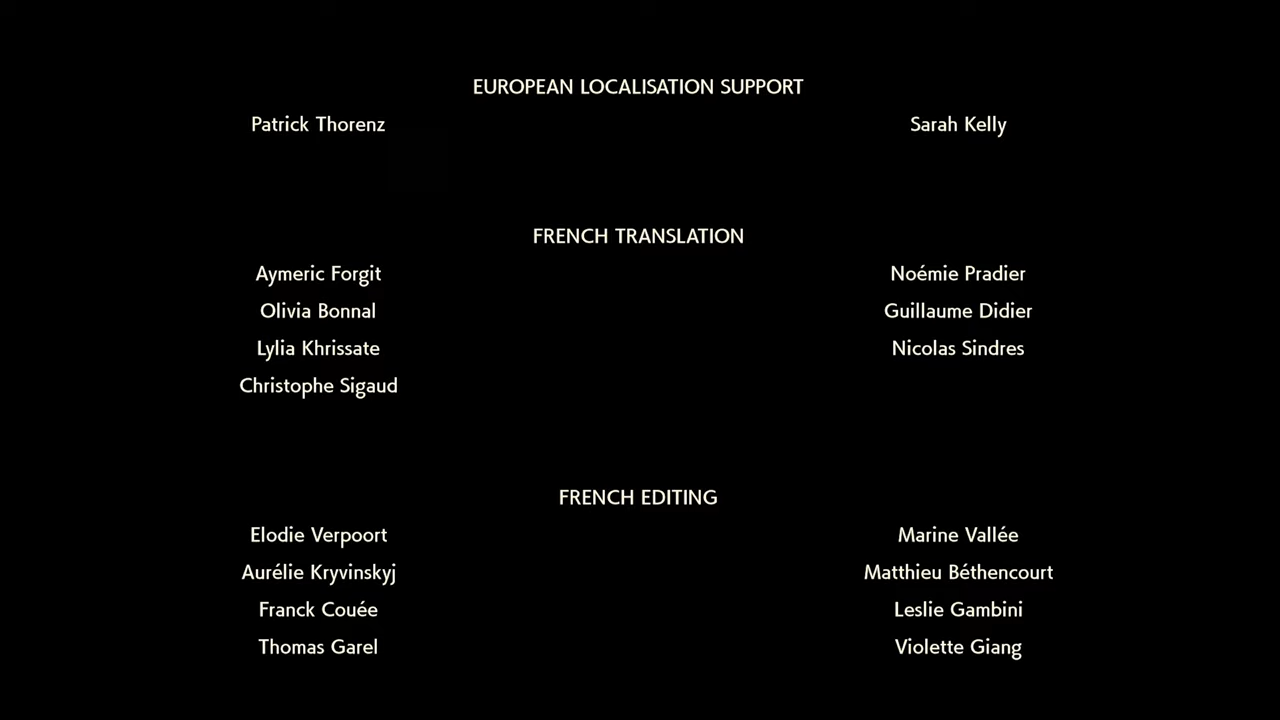 EUROPEAN LOCALISATION SUPPORT
Patrick Thorenz Sarah Kelly
FRENCH TRANSLATION
Aymeric Forgit Noémie Pradier
Olivia Bonnal Guillaume Didier
Lylia Khrissate Nicolas Sindres
Christophe Sigaud
FRENCH EDITING
Elodie Verpoort Marine Vallée
Aurélie Kryvinskyj Matthieu Béthencourt
Franck Couée Leslie Gambini
Thomas Garel Violette Giang